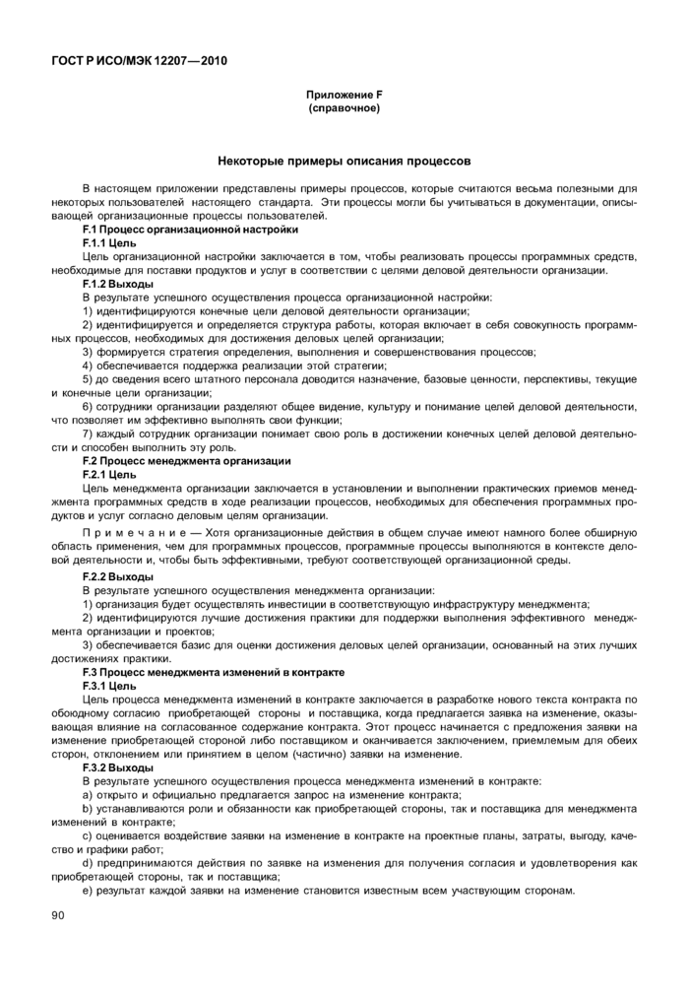 ГОСТ Р ИСО/МЭК 12207—2010
Приложение F
(справочное)
Некоторые примеры описания процессов
В настоящем приложении представлены примеры процессов, которые считаются весьма полезными для
некоторых пользователей настоящего стандарта. Эти процессы могли бы учитываться в документации, описы-
вающей организационные процессы пользователей.
F.1 Процесс организационной настройки
F.1.1 Цель
Цель организационной настройки заключается в том, чтобы реализовать процессы программных средств,
необходимые для поставки продуктов и услуг в соответствии с целями деловой деятельности организации.
F.1.2 Выходы
В результате успешного осуществления процесса организационной настройки:
1) идентифицируются конечные цели деловой деятельности организации;
2) идентифицируется и определяется структура работы, которая включает в себя совокупность программ-
ных процессов, необходимых для достижения деловых целей организации;
3) формируется стратегия определения, выполнения и совершенствования процессов;
4) обеспечивается поддержка реализации этой стратегии;
5) до сведения всего штатного персонала доводится назначение, базовые ценности, перспективы, текущие
и конечные цели организации;
6) сотрудники организации разделяют общее видение, культуру и понимание целей деловой деятельности,
что позволяет им эффективно выполнять свои функции;
7) каждый сотрудник организации понимает свою роль в достижении конечных целей деловой деятельно-
сти и способен выполнить эту роль.
F.2 Процесс менеджмента организации
F.2.1 Цель
Цель менеджмента организации заключается в установлении и выполнении практических приемов менед-
жмента программных средств в ходе реализации процессов, необходимых для обеспечения программных про-
дуктов и услуг согласно деловым целям организации.
П р и м е ч а н и е — Хотя организационные действия в общем случае имеют намного более обширную
область применения, чем для программных процессов, программные процессы выполняются в контексте дело-
вой деятельности и, чтобы быть эффективными, требуют соответствующей организационной среды.
F.2.2 Выходы
В результате успешного осуществления менеджмента организации:
1) организация будет осуществлять инвестиции в соответствующую инфраструктуру менеджмента;
2) идентифицируются лучшие достижения практики для поддержки выполнения эффективного менедж-
мента организации и проектов;
3) обеспечивается базис для оценки достижения деловых целей организации, основанный на этих лучших
достижениях практики.
F.3 Процесс менеджмента изменений в контракте
F.3.1 Цель
Цель процесса менеджмента изменений в контракте заключается в разработке нового текста контракта по
обоюдному согласию приобретающей стороны и поставщика, когда предлагается заявка на изменение, оказы-
вающая влияние на согласованное содержание контракта. Этот процесс начинается с предложения заявки на
изменение приобретающей стороной либо поставщиком и оканчивается заключением, приемлемым для обеих
сторон, отклонением или принятием в целом (частично) заявки на изменение.
F.3.2 Выходы
В результате успешного осуществления процесса менеджмента изменений в контракте:
a) открыто и официально предлагается запрос на изменение контракта;
b) устанавливаются роли и обязанности как приобретающей стороны, так и поставщика для менеджмента
изменений в контракте;
c) оценивается воздействие заявки на изменение в контракте на проектные планы, затраты, выгоду, каче-
ство и графики работ;
d) предпринимаются действия по заявке на изменения для получения согласия и удовлетворения как
приобретающей стороны, так и поставщика;
e) результат каждой заявки на изменение становится известным всем участвующим сторонам.
90